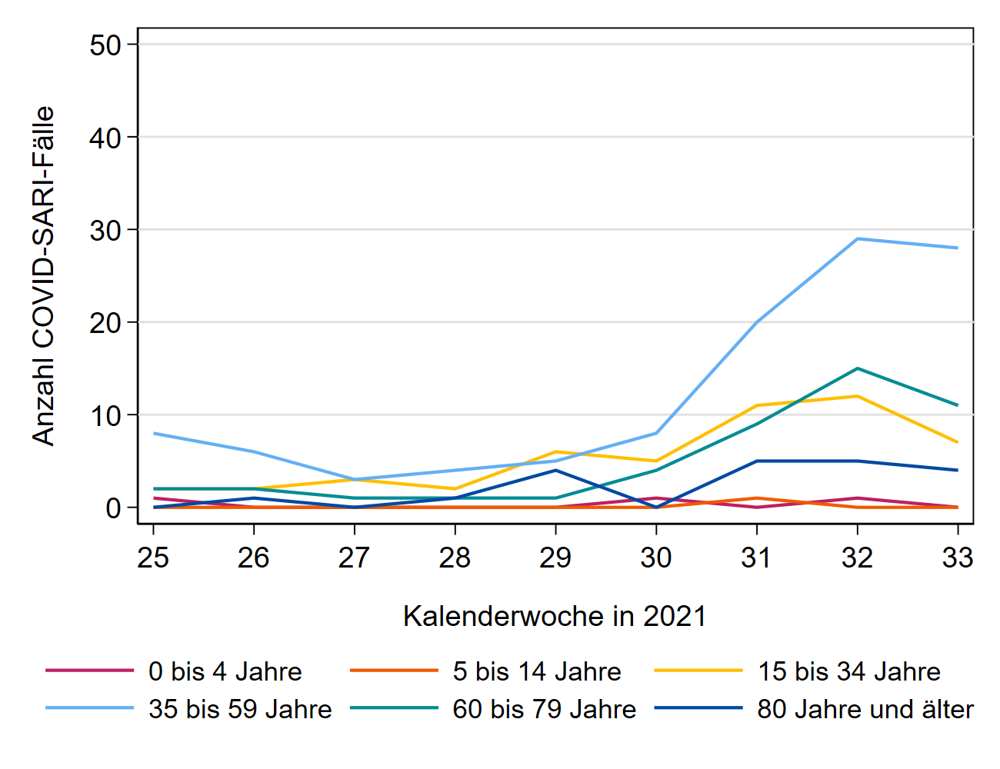 50
40
30
20
10
0
Anzahl COVID-SARI-Fälle
25 26 27 28 29 30 31 32 33
Kalenderwoche in 2021
0 bis 4 Jahre 5 bis 14 Jahre 15 bis 34 Jahre
35 bis 59 Jahre 60 bis 79 Jahre 80 Jahre und älter